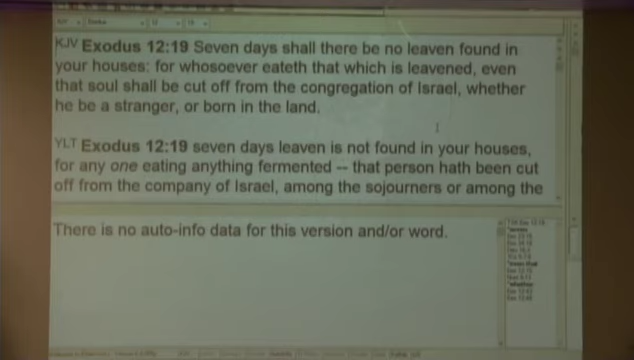 KJV Exodus 12:19 Seven days shall there be no leaven found in
your houses: for whosoever eateth that which is leavened, even
that soul shall be cut off from the congregation of Israel, whether
he be a stranger, or born in the land.
YLT Exodus 12:19 seven days leaven is not found in your houses,
for any one eating anything fermented -- that person hath been cut
off from the company of Israel, among the sojourners or among the
There is no auto-info data for this version and/or word.